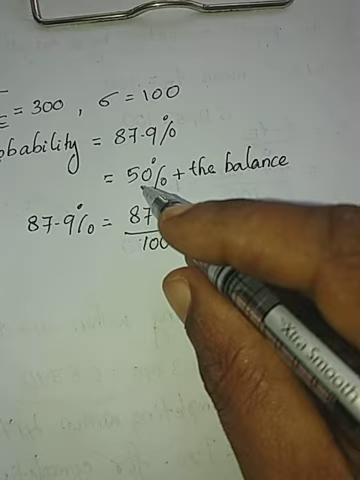 = 300 , σ = 100
obability = 87.9%
= 50% + the balance
87.9% = 87
100
Xtra Smooth